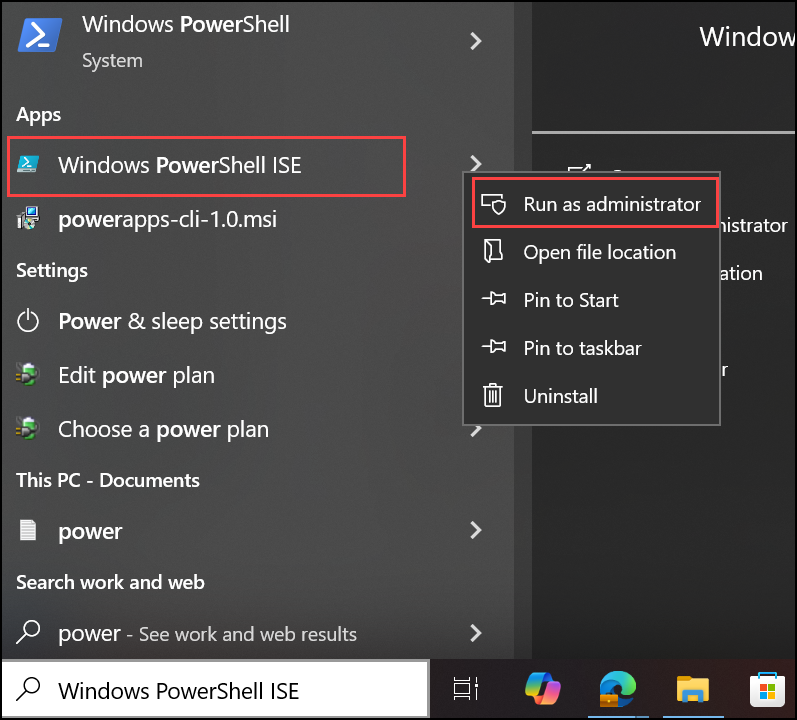 Windows PowerShell
System
Apps
Windows PowerShell ISE
powerapps-cli-1.0.msi
Settings
Power & sleep settings
Edit power plan
Choose a power plan
This PC - Documents
power
Search work and web
power - See work and web results
Windows PowerShell ISE
Window
Run as administrator
Open file location
Pin to Start
Pin to taskbar
Uninstall